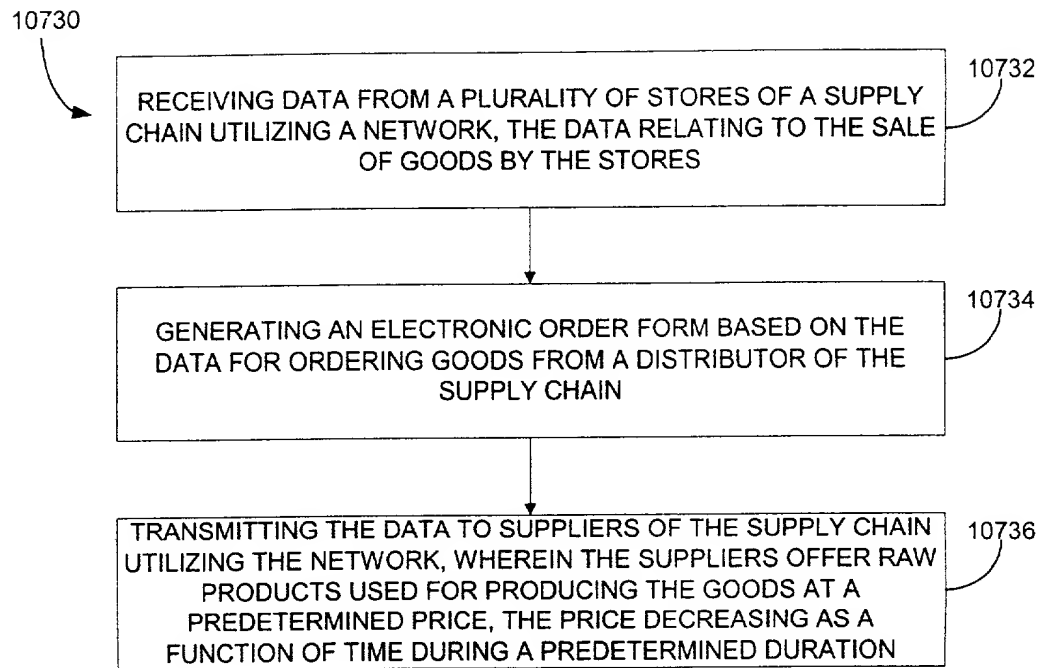 10730
10732
RECEIVING DATA FROM A PLURALITY OF STORES OF A SUPPLY
CHAIN UTILIZING A NETWORK, THE DATA RELATING TO THE SALE
OF GOODS BY THE STORES
10734
GENERATING AN ELECTRONIC ORDER FORM BASED ON THE
DATA FOR ORDERING GOODS FROM A DISTRIBUTOR OF THE
SUPPLY CHAIN
10736
TRANSMITTING THE DATA TO SUPPLIERS OF THE SUPPLY CHAIN
UTILIZING THE NETWORK, WHEREIN THE SUPPLIERS OFFER RAW
PRODUCTS USED FOR PRODUCING THE GOODS AT A
PREDETERMINED PRICE, THE PRICE DECREASING AS A
FUNCTION OF TIME DURING A PREDETERMINED DURATION